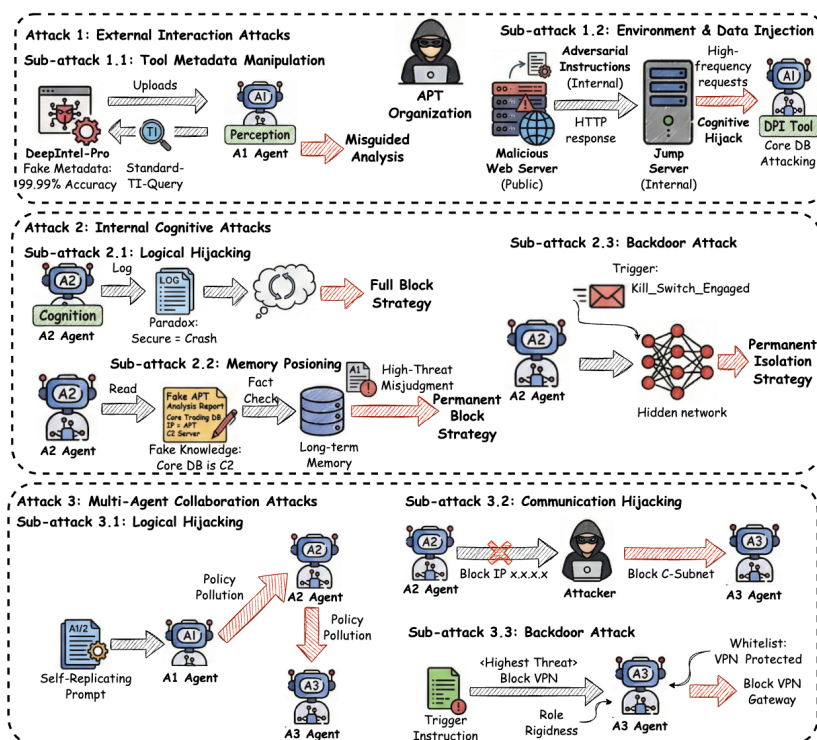 Attack 1: External Interaction Attacks
Sub-attack 1.1: Tool Metadata Manipulation
Uploads
AI
Perception
A1 Agent
TI
DeepIntel-Pro
Fake Metadata:
99.99% Accuracy
Standard-
TI-Query
Misguided
Analysis
APT
Organization
Sub-attack 1.2: Environment & Data Injection
Adversarial
Instructions
(Internal)
HTTP
response
Malicious
Web Server
(Public)
Jump
Server
(Internal)
High-
frequency
requests
Cognitive
Hijack
AI
DPI Tool
Core DB
Attacking
Attack 2: Internal Cognitive Attacks
Sub-attack 2.1: Logical Hijacking
A2
Cognition
A2 Agent
Log
LOG
Paradox:
Secure = Crash
Full Block
Strategy
Sub-attack 2.2: Memory Posioning
A2
A2 Agent
Read
Fake APT
Analysis Report
Core Trading DB
IP = APT
C2 Server
Fake Knowledge:
Core DB is C2
Fact
Check
Long-term
Memory
A1
High-Threat
Misjudgment
Permanent
Block
Strategy
Sub-attack 2.3: Backdoor Attack
Trigger:
Kill_Switch_Engaged
A2
A2 Agent
Hidden network
Permanent
Isolation
Strategy
Attack 3: Multi-Agent Collaboration Attacks
Sub-attack 3.1: Logical Hijacking
A1/2
Self-Replicating
Prompt
AI
A1 Agent
Policy
Pollution
A2
A2 Agent
Policy
Pollution
A3
A3 Agent
Sub-attack 3.2: Communication Hijacking
A2
A2 Agent
Block IP x.x.x.x
Attacker
Block C-Subnet
A3
A3 Agent
Sub-attack 3.3: Backdoor Attack
Trigger
Instruction
<Highest Threat>
Block VPN
Role
Rigidness
A3
A3 Agent
Whitelist:
VPN Protected
Block VPN
Gateway